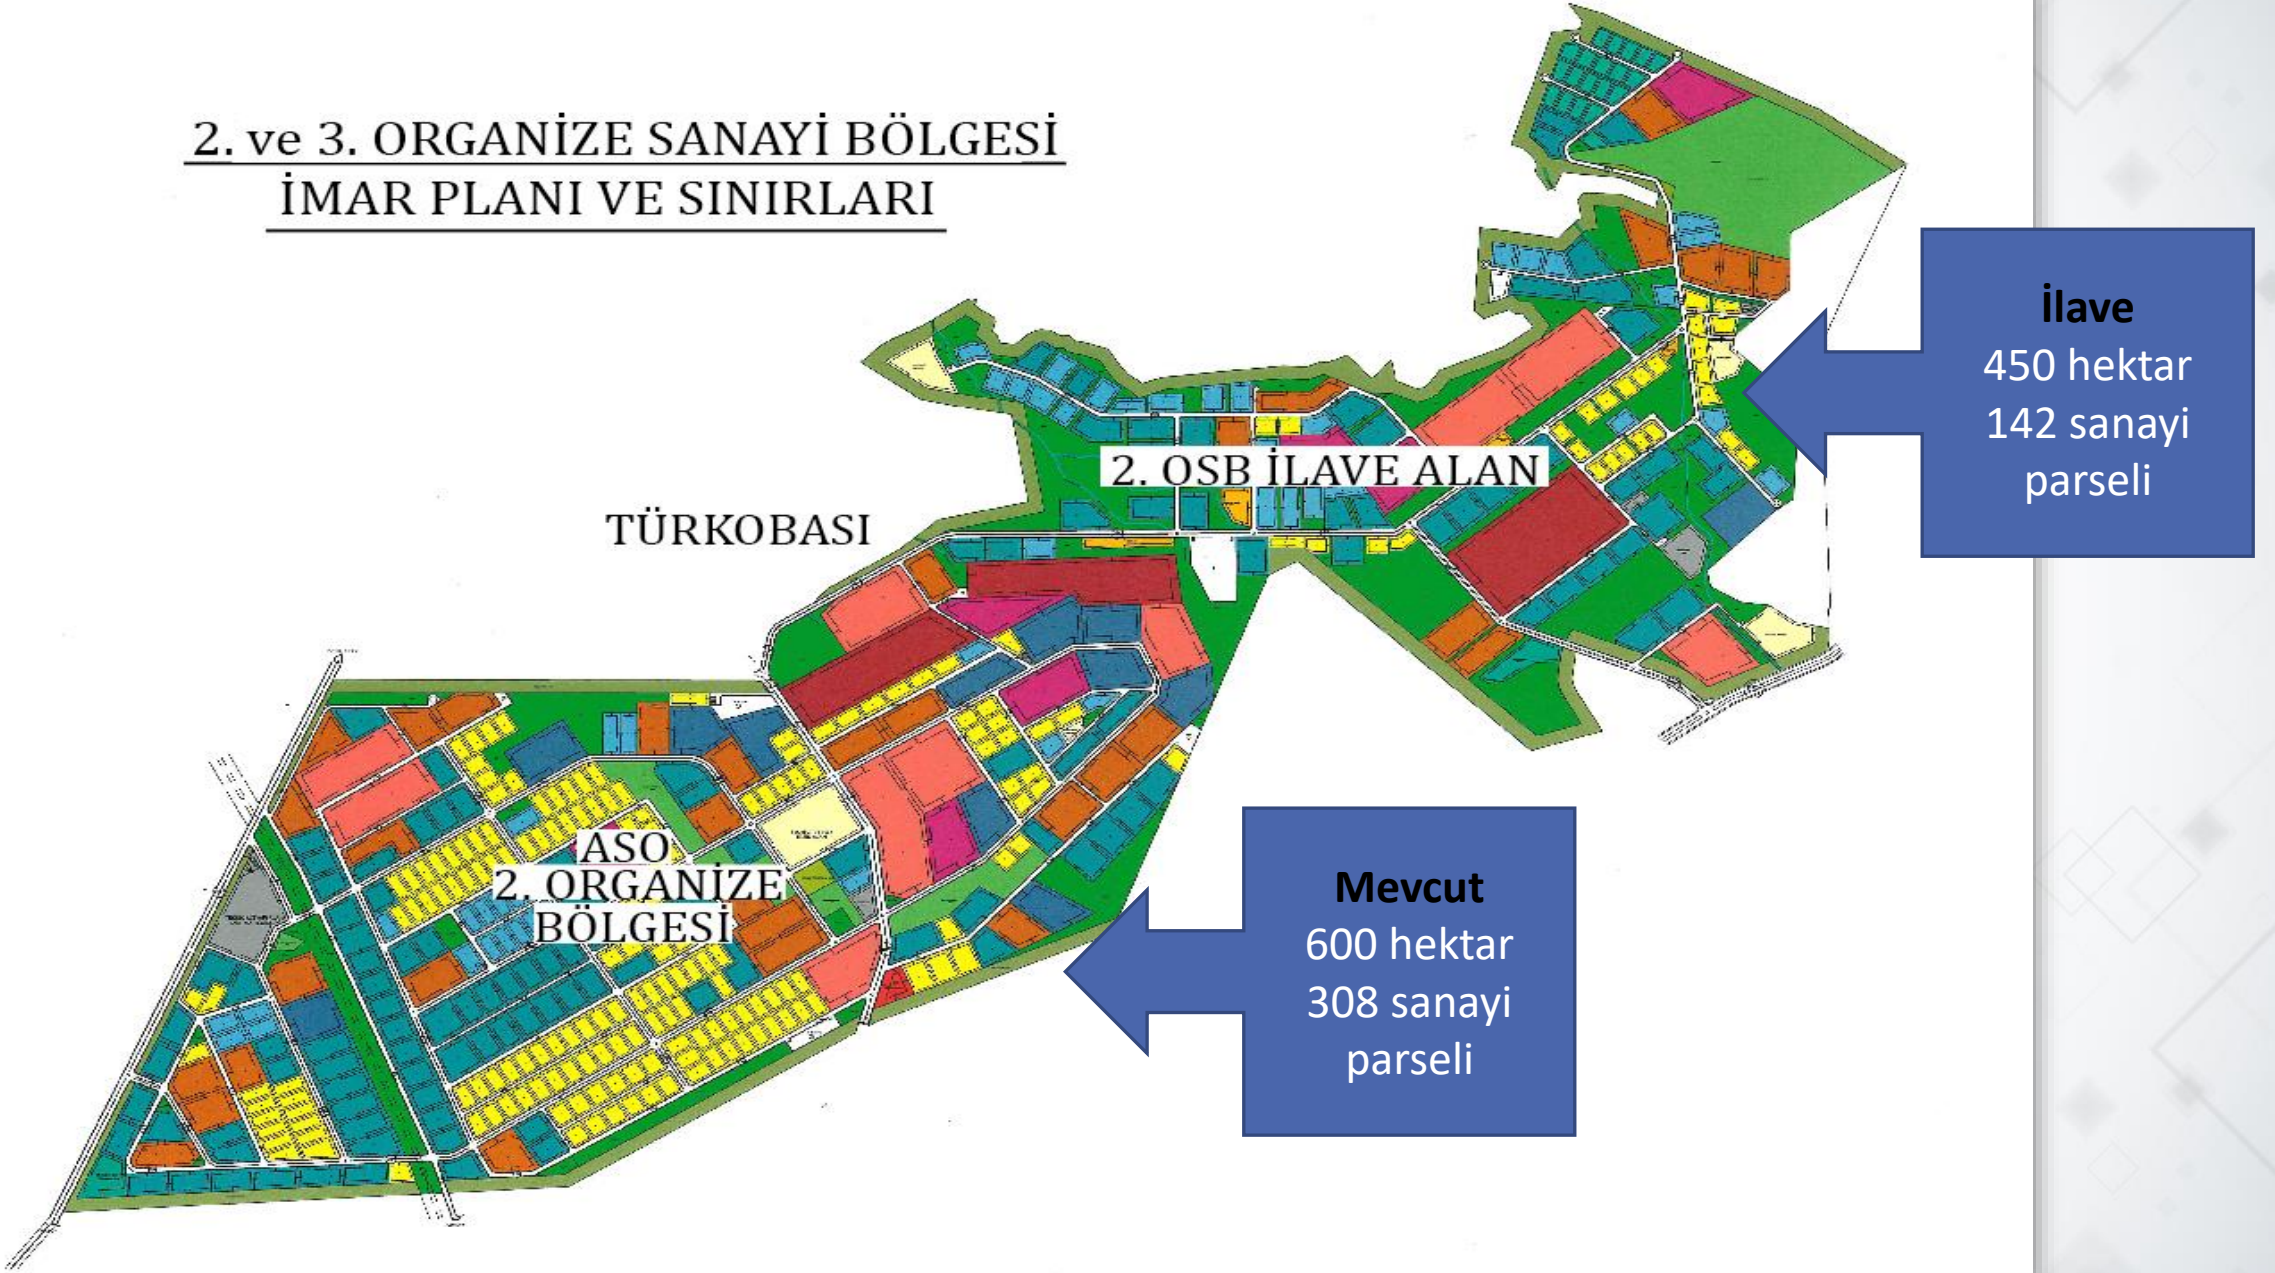 2. ve 3. ORGANİZE SANAYİ BÖLGESİ
İMAR PLANI VE SINIRLARI
İlave
450 hektar
142 sanayi
parseli
2. OSB İLAVE ALAN
TÜRKOBASI
ASO
2. ORGANİZE
BÖLGESİ
Mevcut
600 hektar
308 sanayi
parseli